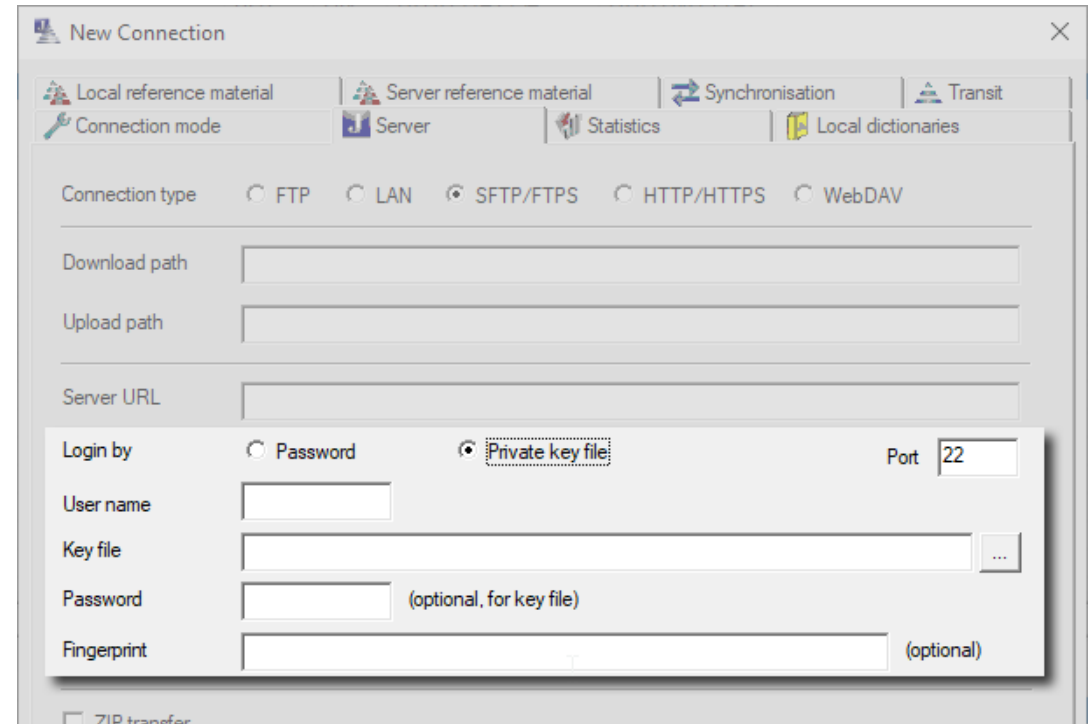 New Connection
Local reference material Server reference material Synchronisation Transit
Connection mode Server Statistics Local dictionaries
Connection type FTP LAN SFTP/FTPS HTTP/HTTPS WebDAV
Download path
Upload path
Server URL
Login by Password Private key file Port 22
User name
Key file ...
Password (optional, for key file)
Fingerprint (optional)
ZIP transfer